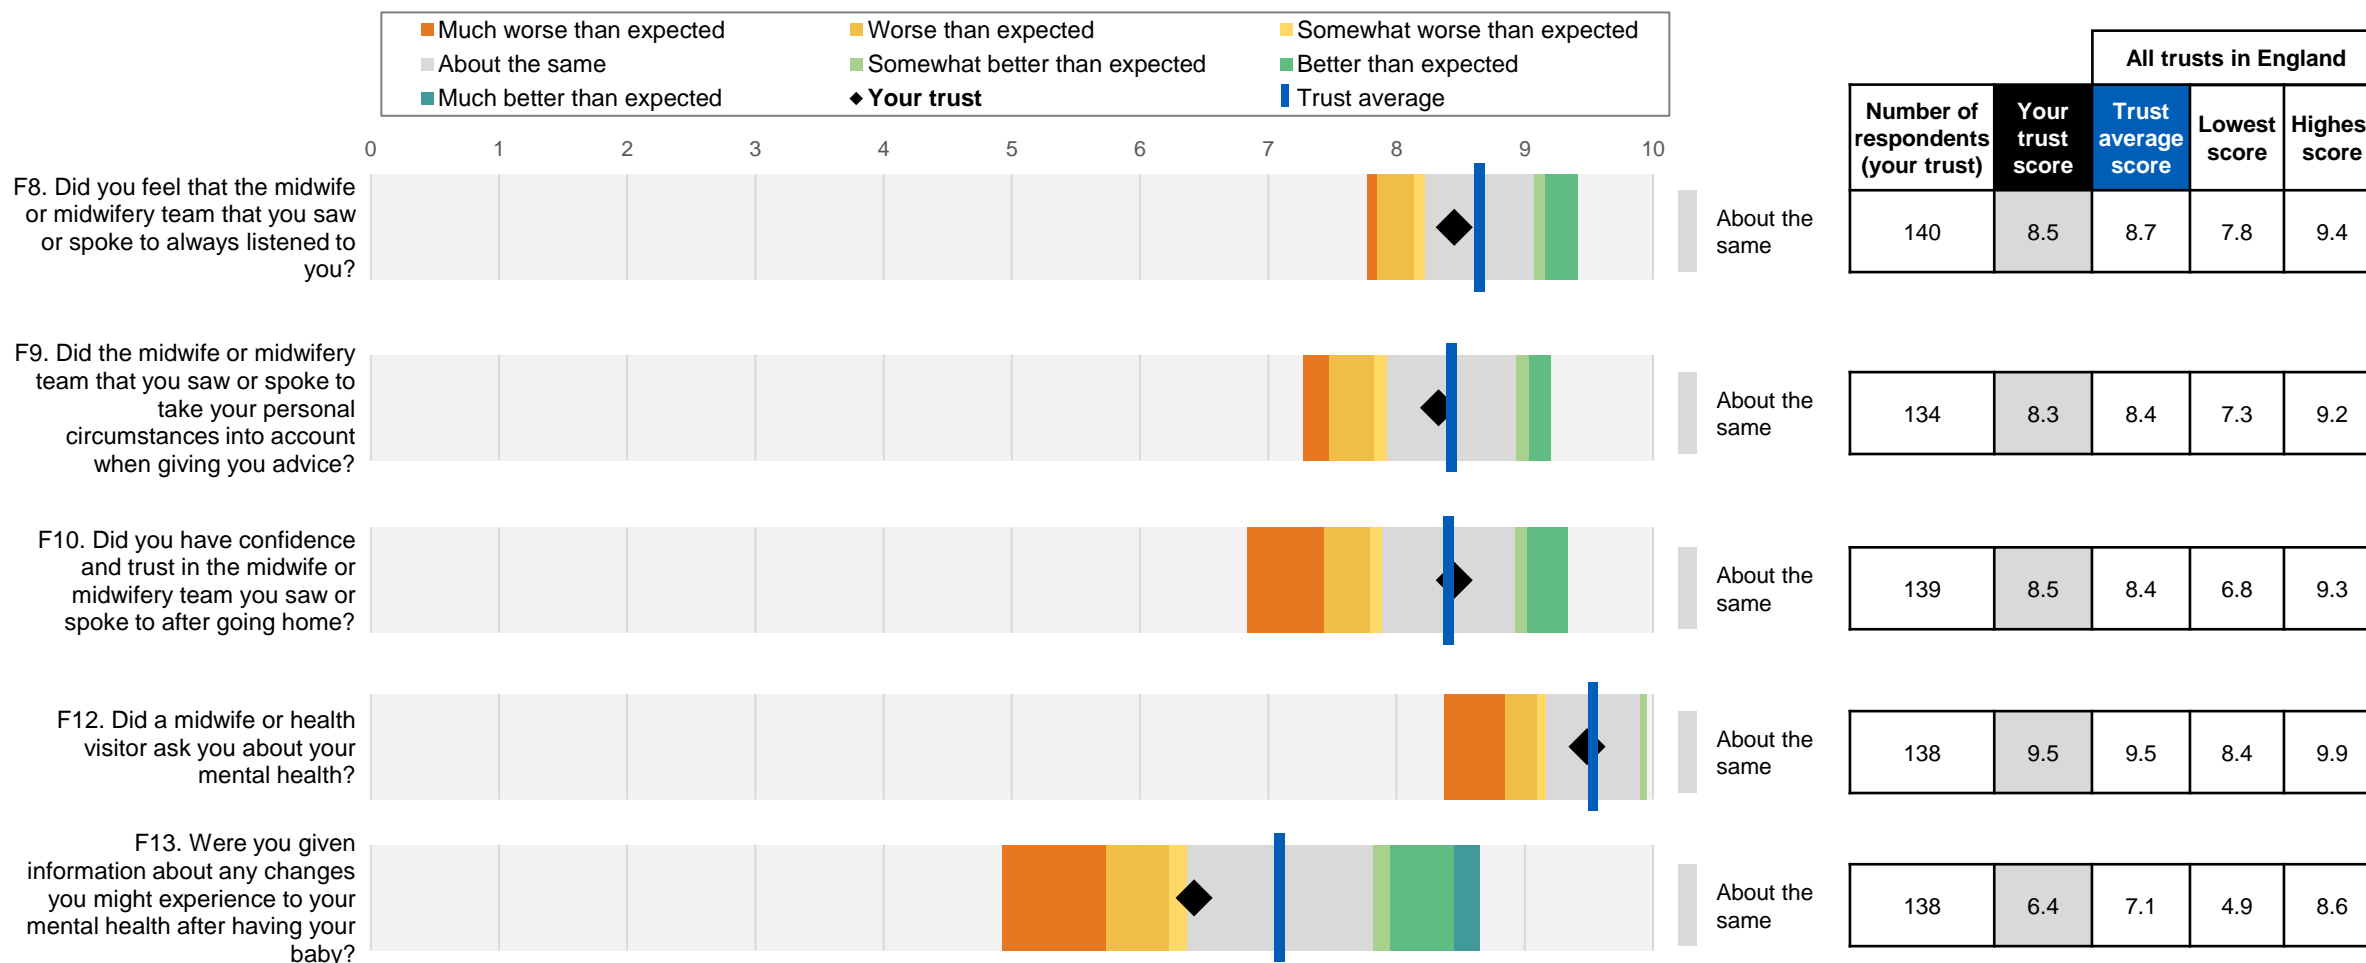 Much worse than expected
Worse than expected
Somewhat worse than expected
About the same
Somewhat better than expected
Better than expected
Much better than expected
Your trust
Trust average
All trusts in England
Number of
respondents
(your trust)
Your
trust
score
Trust
average
score
Lowest
score
Highes
score
0 1 2 3 4 5 6 7 8 9 10
F8. Did you feel that the midwife
or midwifery team that you saw
or spoke to always listened to
you?
About the
same
140 8.5 8.7 7.8 9.4
F9. Did the midwife or midwifery
team that you saw or spoke to
take your personal
circumstances into account
when giving you advice?
About the
same
134 8.3 8.4 7.3 9.2
F10. Did you have confidence
and trust in the midwife or
midwifery team you saw or
spoke to after going home?
About the
same
139 8.5 8.4 6.8 9.3
F12. Did a midwife or health
visitor ask you about your
mental health?
About the
same
138 9.5 9.5 8.4 9.9
F13. Were you given
information about any changes
you might experience to your
mental health after having your
baby?
About the
same
138 6.4 7.1 4.9 8.6